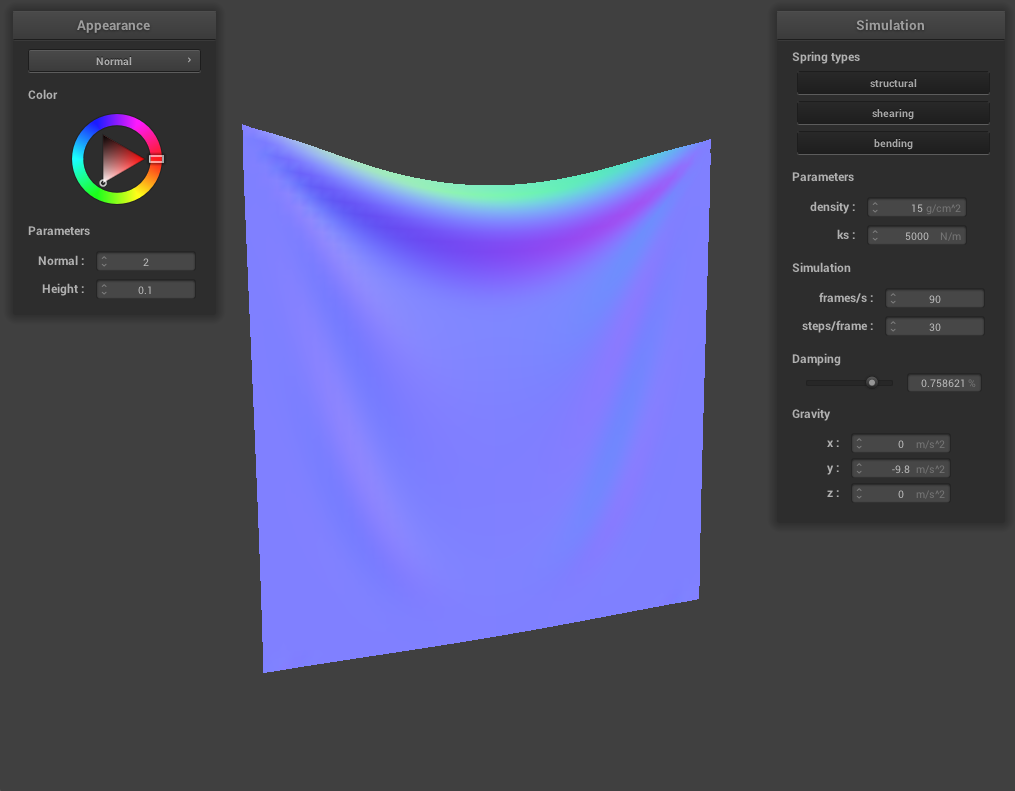 Appearance
Normal ›
Color
Parameters
Normal : 2
Height : 0.1
Simulation
Spring types
structural
shearing
bending
Parameters
density : 15 g/cm^2
ks : 5000 N/m
Simulation
frames/s : 90
steps/frame : 30
Damping
0.758621 %
Gravity
x : 0 m/s^2
y : -9.8 m/s^2
z : 0 m/s^2